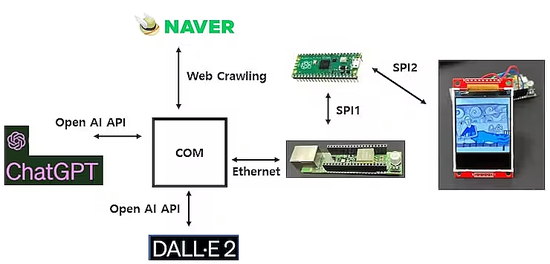 NAVER
Web Crawling
SPI2
SPI1
Open AI API
ChatGPT
COM
Ethernet
Open AI API
DALL·E 2